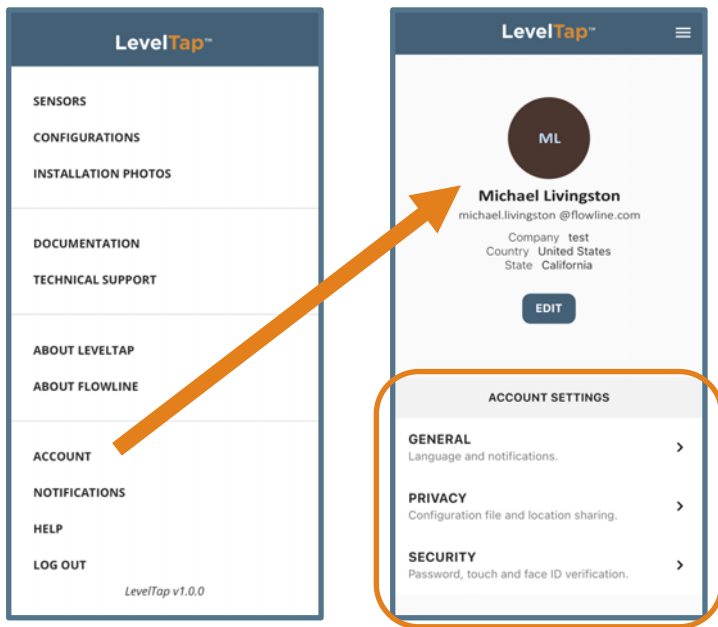 LevelTap™
SENSORS
CONFIGURATIONS
INSTALLATION PHOTOS
DOCUMENTATION
TECHNICAL SUPPORT
ABOUT LEVELTAP
ABOUT FLOWLINE
ACCOUNT
NOTIFICATIONS
HELP
LOG OUT
LevelTap v1.0.0
LevelTap™
ML
Michael Livingston
michael.livingston @flowline.com
Company test
Country United States
State California
EDIT
ACCOUNT SETTINGS
GENERAL
Language and notifications.
PRIVACY
Configuration file and location sharing.
SECURITY
Password, touch and face ID verification.